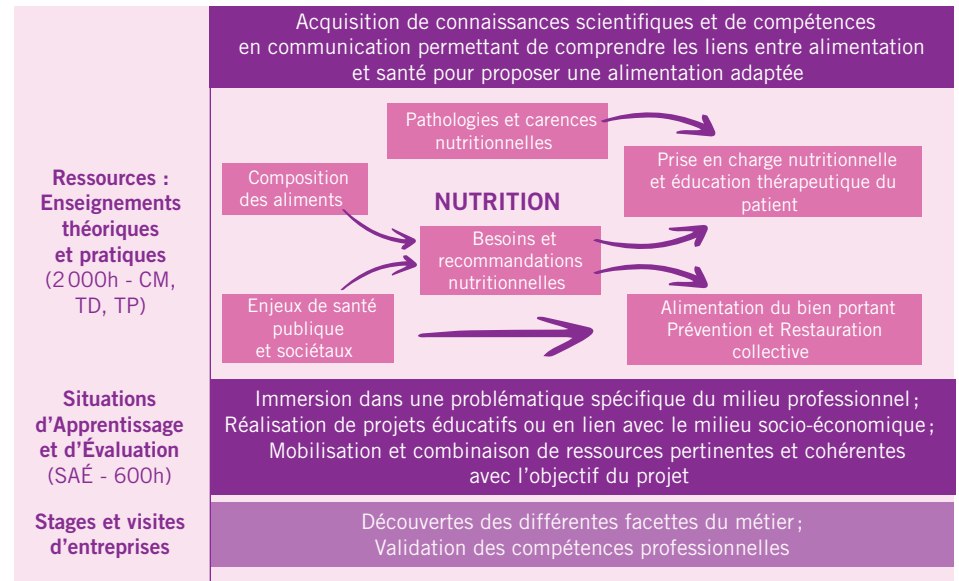 Acquisition de connaissances scientifiques et de compétences
en communication permettant de comprendre les liens entre alimentation
et santé pour proposer une alimentation adaptée
Ressources :
Enseignements
théoriques
et pratiques
(2 000h - CM,
TD, TP)
Pathologies et carences
nutritionnelles
Prise en charge nutritionnelle
et éducation thérapeutique du
patient
Composition
des aliments
NUTRITION
Besoins et
recommandations
nutritionnelles
Enjeux de santé
publique
et sociétaux
Alimentation du bien portant
Prévention et Restauration
collective
Situations
d'Apprentissage
et d'Évaluation
(SAÉ - 600h)
Immersion dans une problématique spécifique du milieu professionnel ;
Réalisation de projets éducatifs ou en lien avec le milieu socio-économique ;
Mobilisation et combinaison de ressources pertinentes et cohérentes
avec l'objectif du projet
Stages et visites
d'entreprises
Découvertes des différentes facettes du métier ;
Validation des compétences professionnelles